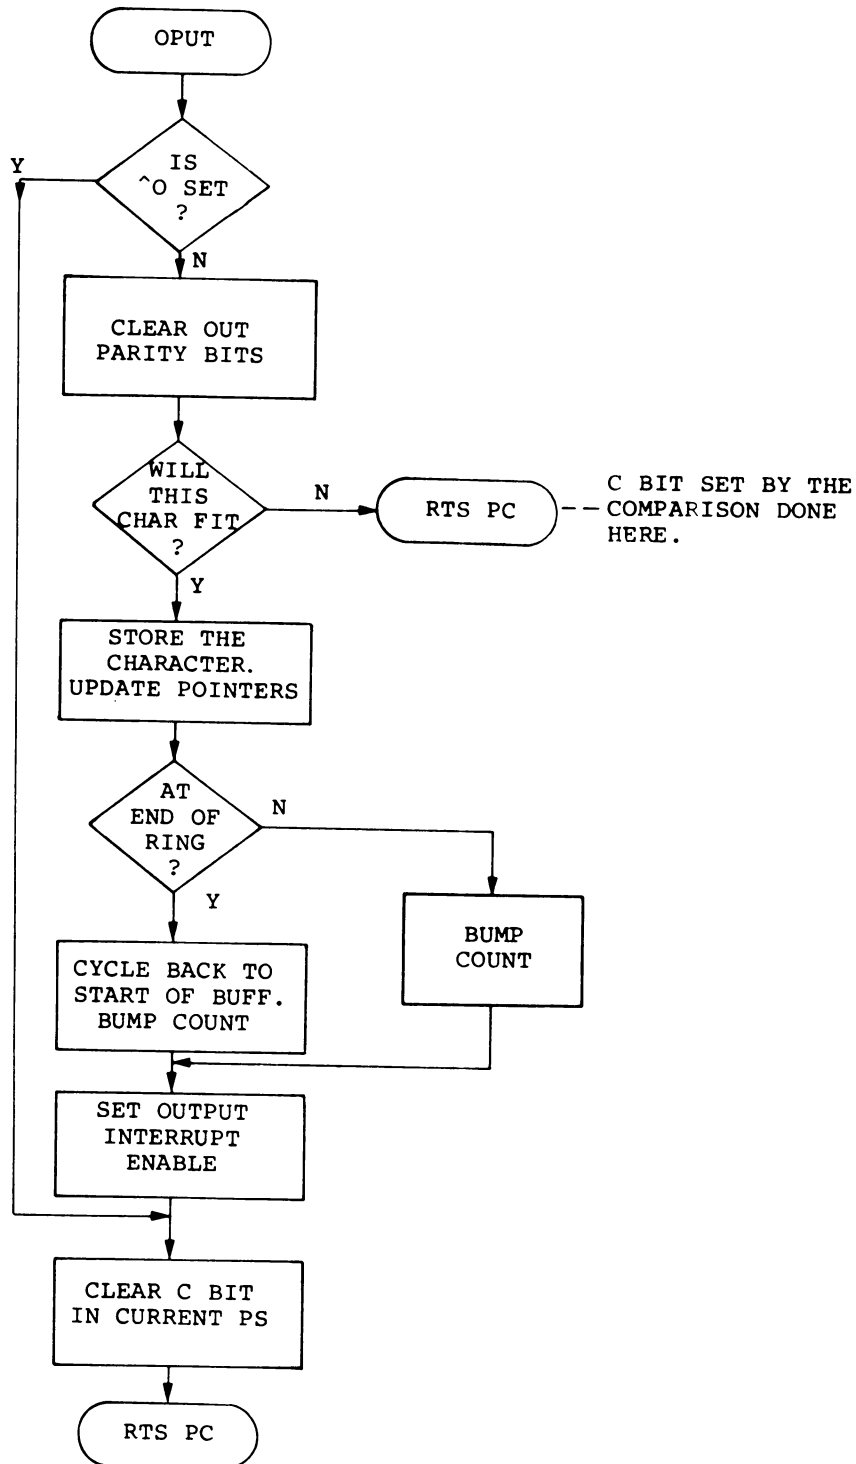 OPUT
Y
IS
^O SET
?
N
CLEAR OUT
PARITY BITS
WILL
THIS
CHAR FIT
?
N
RTS PC
-- C BIT SET BY THE
COMPARISON DONE
HERE.
Y
STORE THE
CHARACTER.
UPDATE POINTERS
AT
END OF
RING
?
N
Y
BUMP
COUNT
CYCLE BACK TO
START OF BUFF.
BUMP COUNT
SET OUTPUT
INTERRUPT
ENABLE
CLEAR C BIT
IN CURRENT PS
RTS PC